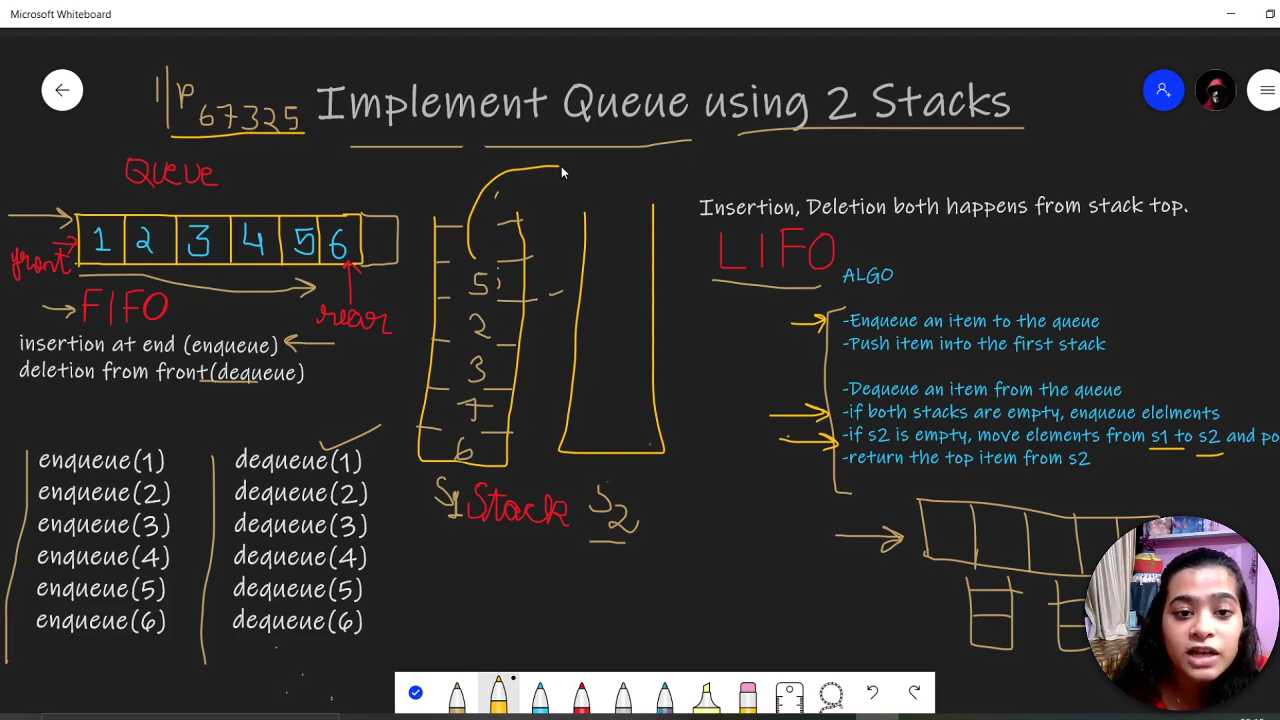 Microsoft Whiteboard
I/p 67325
Implement Queue using 2 Stacks
Queue
1 2 3 4 5 6
front
rear
FIFO
insertion at end (enqueue)
deletion from front(dequeue)
enqueue(1) dequeue(1)
enqueue(2) dequeue(2)
enqueue(3) dequeue(3)
enqueue(4) dequeue(4)
enqueue(5) dequeue(5)
enqueue(6) dequeue(6)
5
2
3
7
6
S1 Stack S2
Insertion, Deletion both happens from stack top.
LIFO
ALGO
-Enqueue an item to the queue
-Push item into the first stack
-Dequeue an item from the queue
-if both stacks are empty, enqueue elelments
-if s2 is empty, move elements from s1 to s2 and po
-return the top item from s2